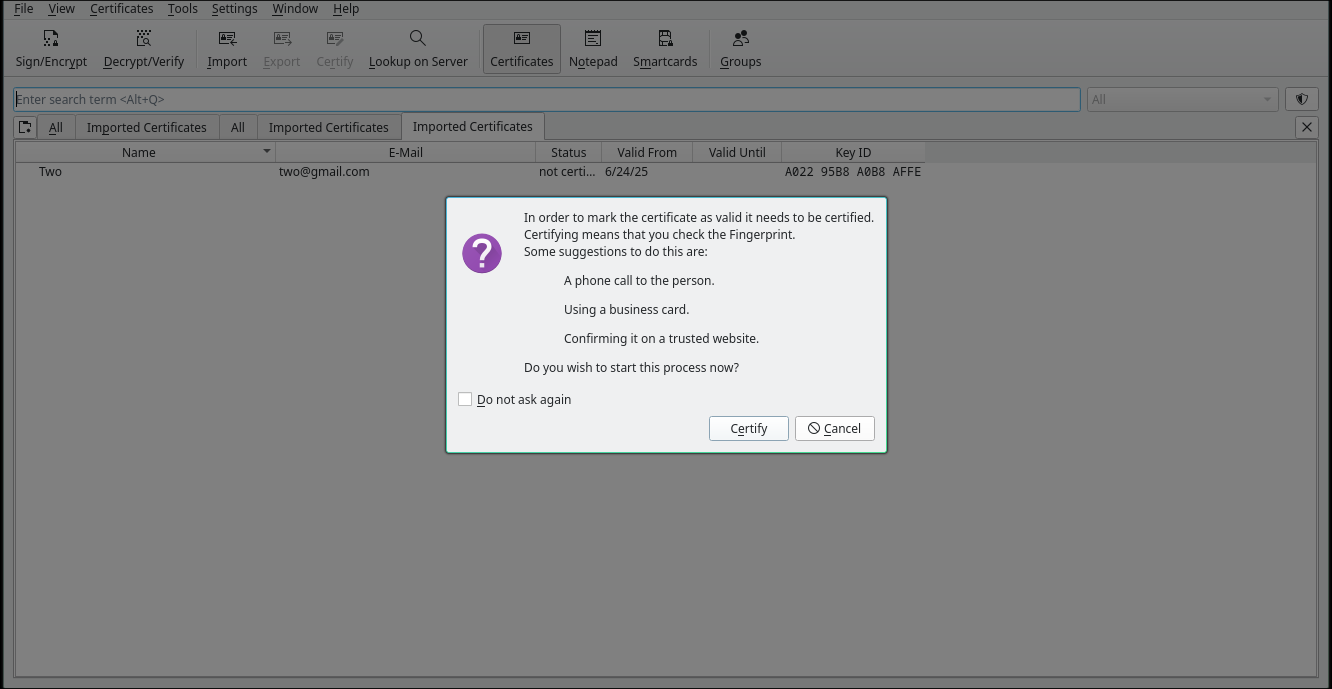 File View Certificates Tools Settings Window Help
Sign/Encrypt Decrypt/Verify Import Export Certify Lookup on Server Certificates Notepad Smartcards Groups
Enter search term <Alt+Q> All
All Imported Certificates All Imported Certificates Imported Certificates
Name E-Mail Status Valid From Valid Until Key ID
Two two@gmail.com not certi... 6/24/25 A022 95B8 A0B8 AFFE
In order to mark the certificate as valid it needs to be certified.
Certifying means that you check the Fingerprint.
Some suggestions to do this are:
A phone call to the person.
Using a business card.
Confirming it on a trusted website.
Do you wish to start this process now?
Do not ask again
Certify Cancel